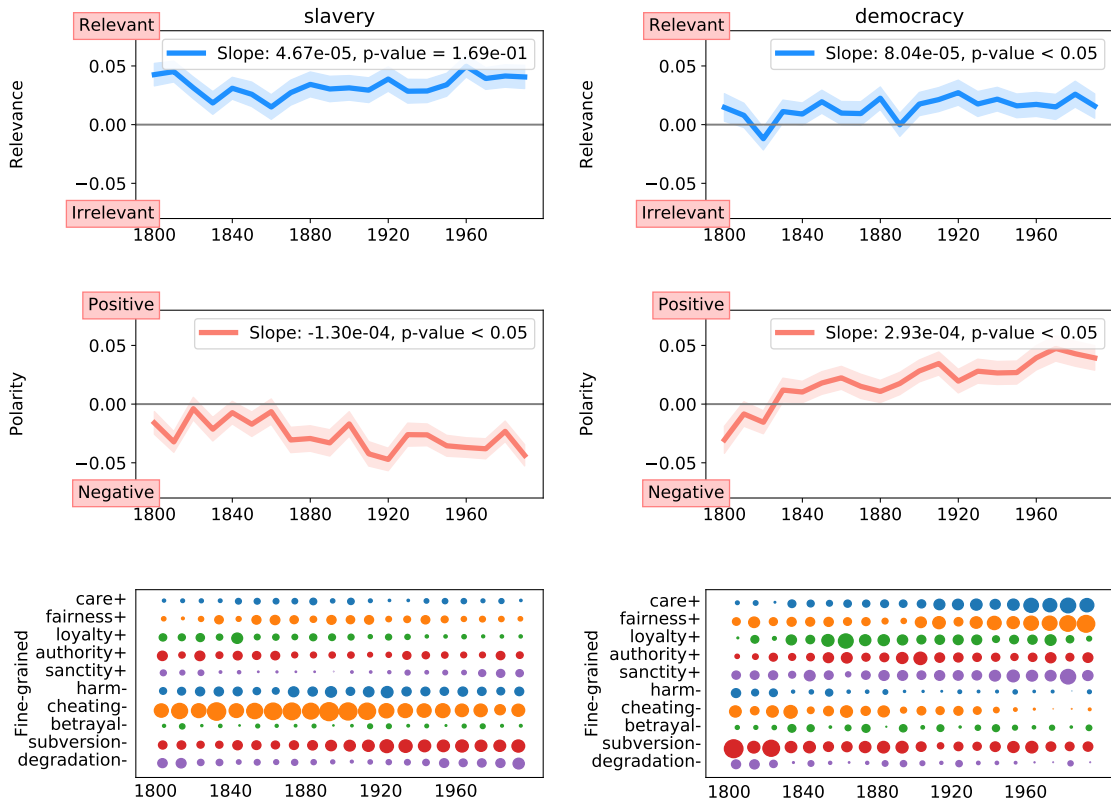 slavery
Relevant
Slope: 4.67e-05, p-value = 1.69e-01
0.05
0.00
−0.05
Relevance
Irrelevant
1800 1840 1880 1920 1960
democracy
Relevant
Slope: 8.04e-05, p-value < 0.05
0.05
0.00
−0.05
Relevance
Irrelevant
1800 1840 1880 1920 1960
Positive
Slope: -1.30e-04, p-value < 0.05
0.05
0.00
−0.05
Polarity
Negative
1800 1840 1880 1920 1960
Positive
Slope: 2.93e-04, p-value < 0.05
0.05
0.00
−0.05
Polarity
Negative
1800 1840 1880 1920 1960
Fine-grained
care+
fairness+
loyalty+
authority+
sanctity+
harm-
cheating-
betrayal-
subversion-
degradation-
1800 1840 1880 1920 1960
Fine-grained
care+
fairness+
loyalty+
authority+
sanctity+
harm-
cheating-
betrayal-
subversion-
degradation-
1800 1840 1880 1920 1960